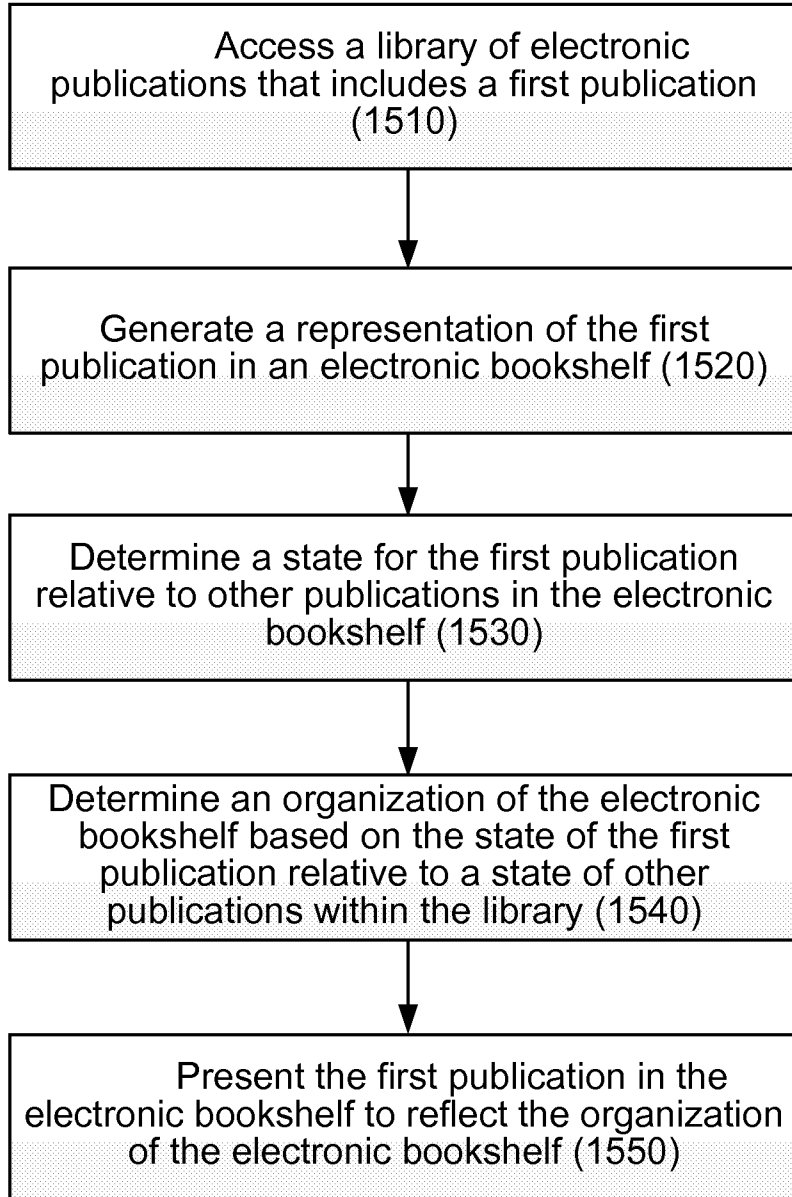 Access a library of electronic
publications that includes a first publication
(1510)
Generate a representation of the first
publication in an electronic bookshelf (1520)
Determine a state for the first publication
relative to other publications in the electronic
bookshelf (1530)
Determine an organization of the electronic
bookshelf based on the state of the first
publication relative to a state of other
publications within the library (1540)
Present the first publication in the
electronic bookshelf to reflect the organization
of the electronic bookshelf (1550)